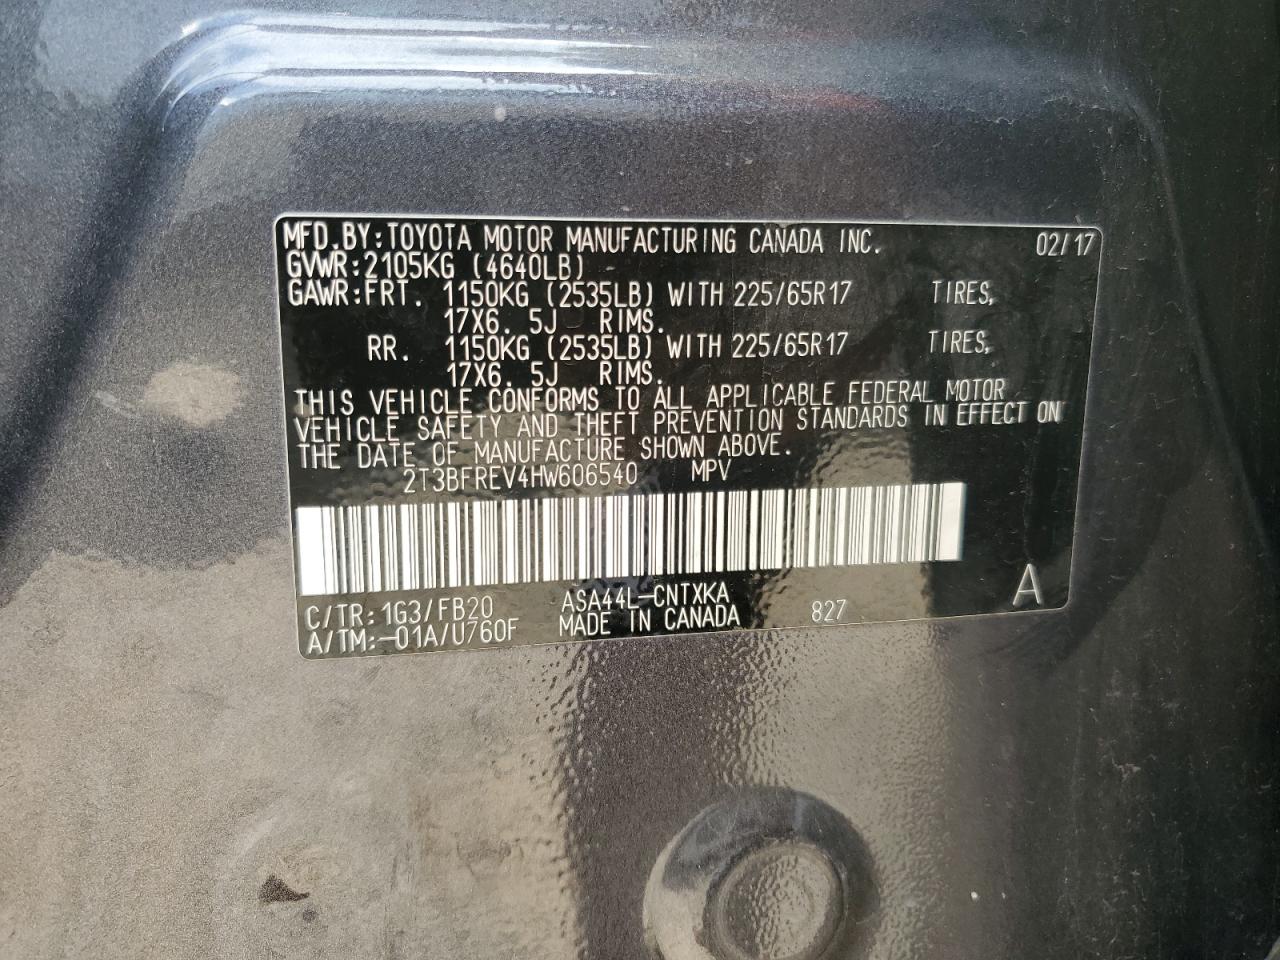 MFD.BY:TOYOTA MOTOR MANUFACTURING CANADA INC. 02/17
GVWR:2105KG (4640LB)
GAWR:FRT. 1150KG (2535LB) WITH 225/65R17 TIRES,
17X6.5J RIMS.
RR. 1150KG (2535LB) WITH 225/65R17 TIRES,
17X6.5J RIMS.
THIS VEHICLE CONFORMS TO ALL APPLICABLE FEDERAL MOTOR
VEHICLE SAFETY AND THEFT PREVENTION STANDARDS IN EFFECT ON
THE DATE OF MANUFACTURE SHOWN ABOVE.
2T3BFREV4HW606540 MPV
C/TR:1G3/FB20 ASA44L-CNTXKA 827 A
A/TM:-01A/U760F MADE IN CANADA